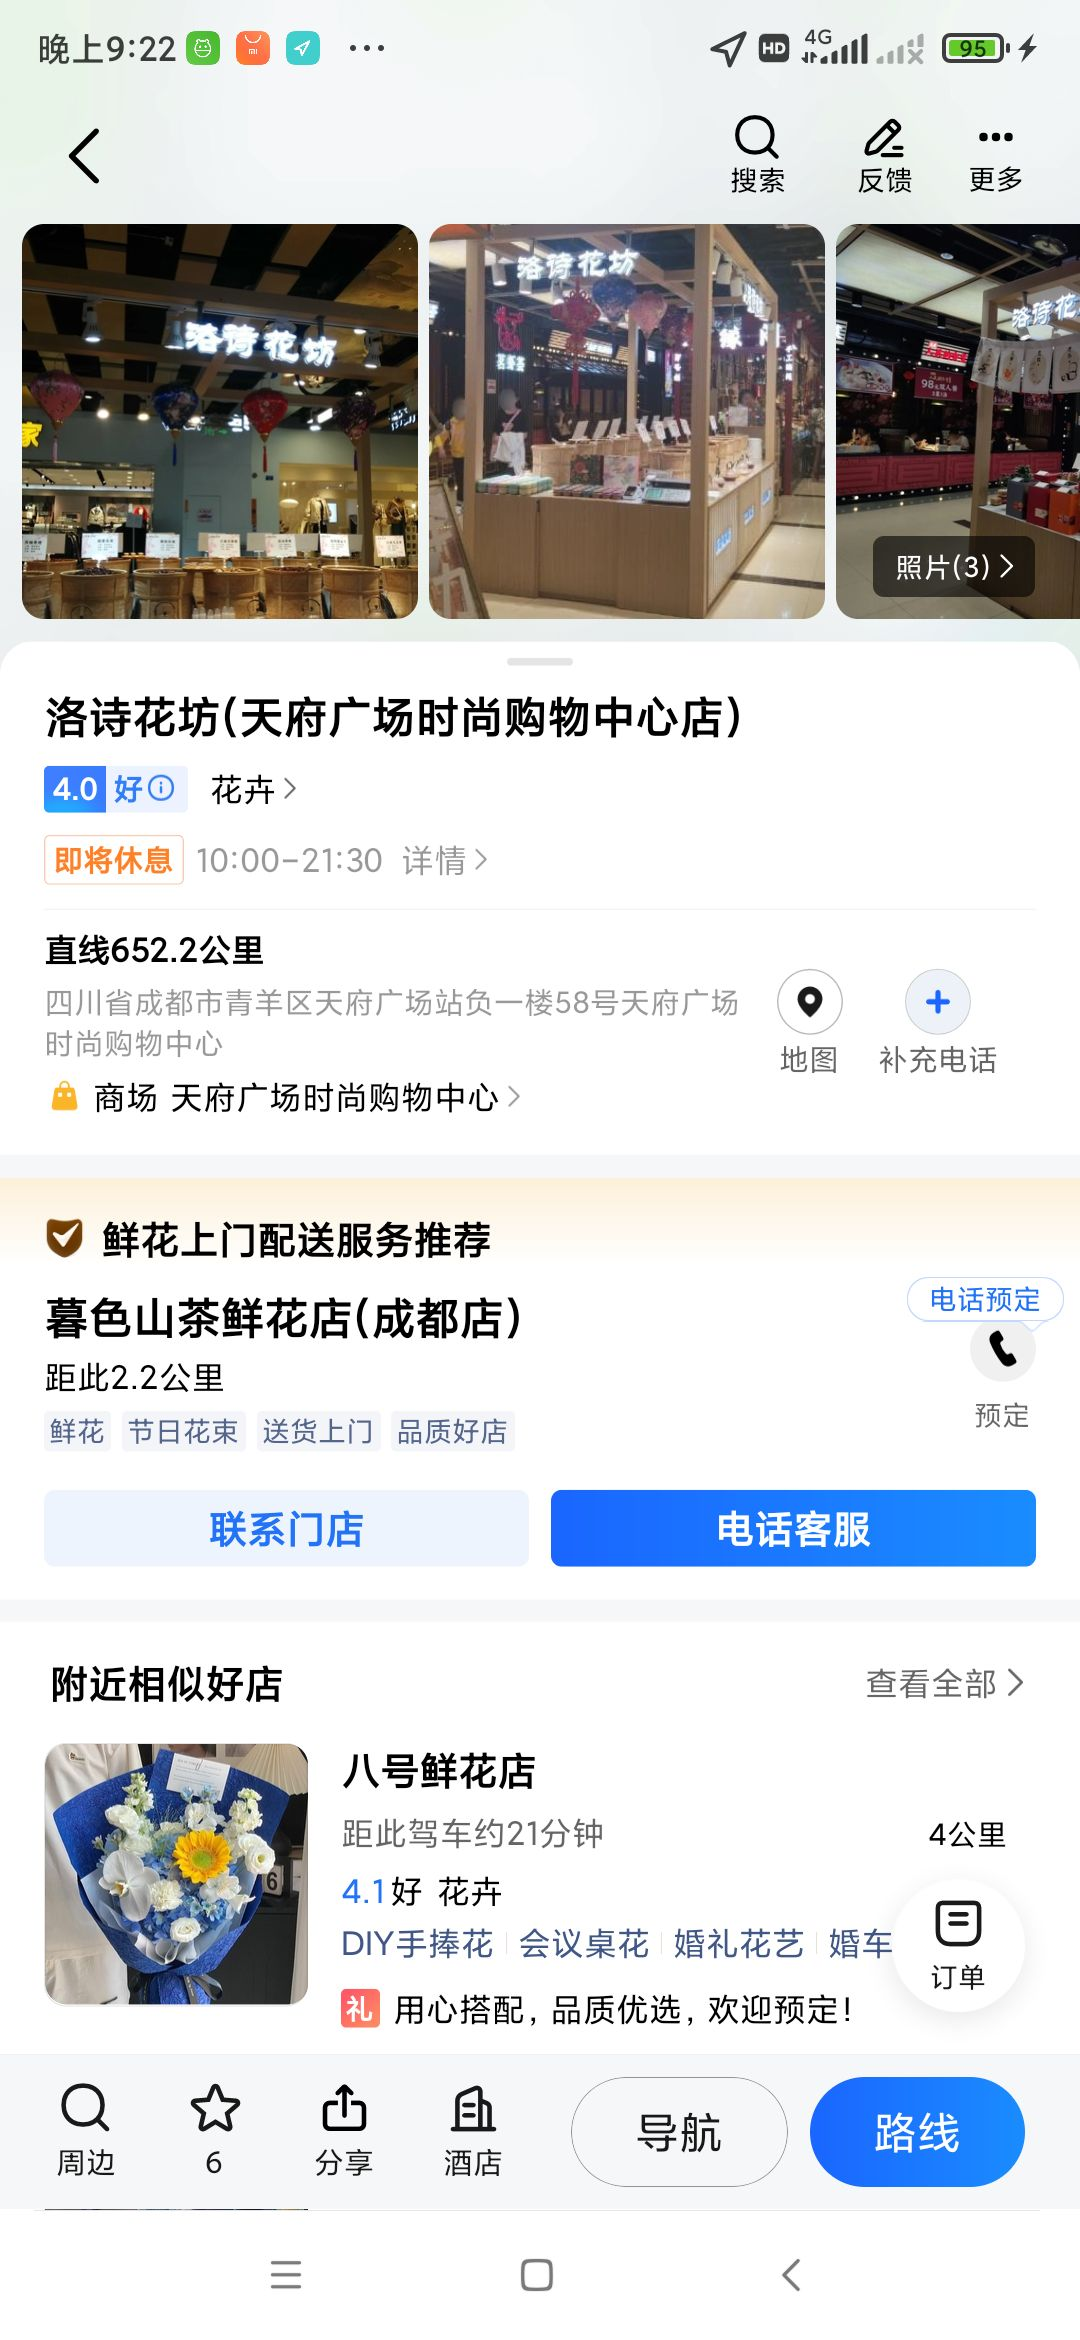 晚上9:22
HD
4G
95
搜索
反馈
更多
洛诗花坊
洛诗花坊
98
照片(3)
洛诗花坊(天府广场时尚购物中心店)
4.0 好 花卉
即将休息 10:00-21:30 详情
直线652.2公里
四川省成都市青羊区天府广场站负一楼58号天府广场
时尚购物中心
地图
补充电话
商场 天府广场时尚购物中心
鲜花上门配送服务推荐
暮色山茶鲜花店(成都店)
电话预定
距此2.2公里
预定
鲜花 节日花束 送货上门 品质好店
联系门店
电话客服
附近相似好店
查看全部
八号鲜花店
距此驾车约21分钟
4公里
4.1好 花卉
DIY手捧花 会议桌花 婚礼花艺 婚车
订单
礼 用心搭配, 品质优选, 欢迎预定!
周边
6
分享
酒店
导航
路线